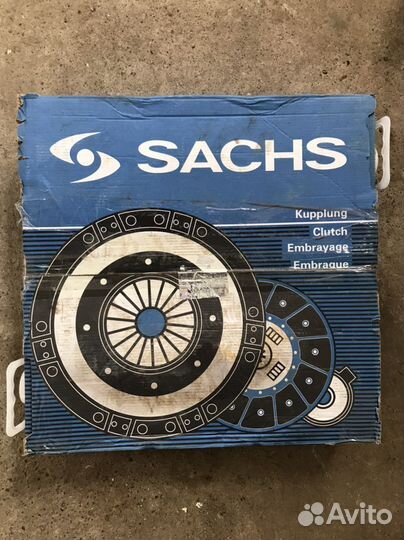 SACHS
Kupplung
Clutch
Embrayage
Embrague
Avito